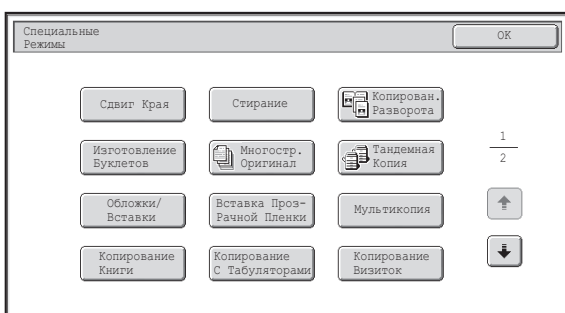 Специальные
Режимы
OK
Сдвиг Края
Стирание
Копирован.
Разворота
Изготовление
Буклетов
Многостр.
Оригинал
Тандемная
Копия
1
2
Обложки/
Вставки
Вставка Проз-
Рачной Пленки
Мультикопия
Копирование
Книги
Копирование
С Табуляторами
Копирование
Визиток